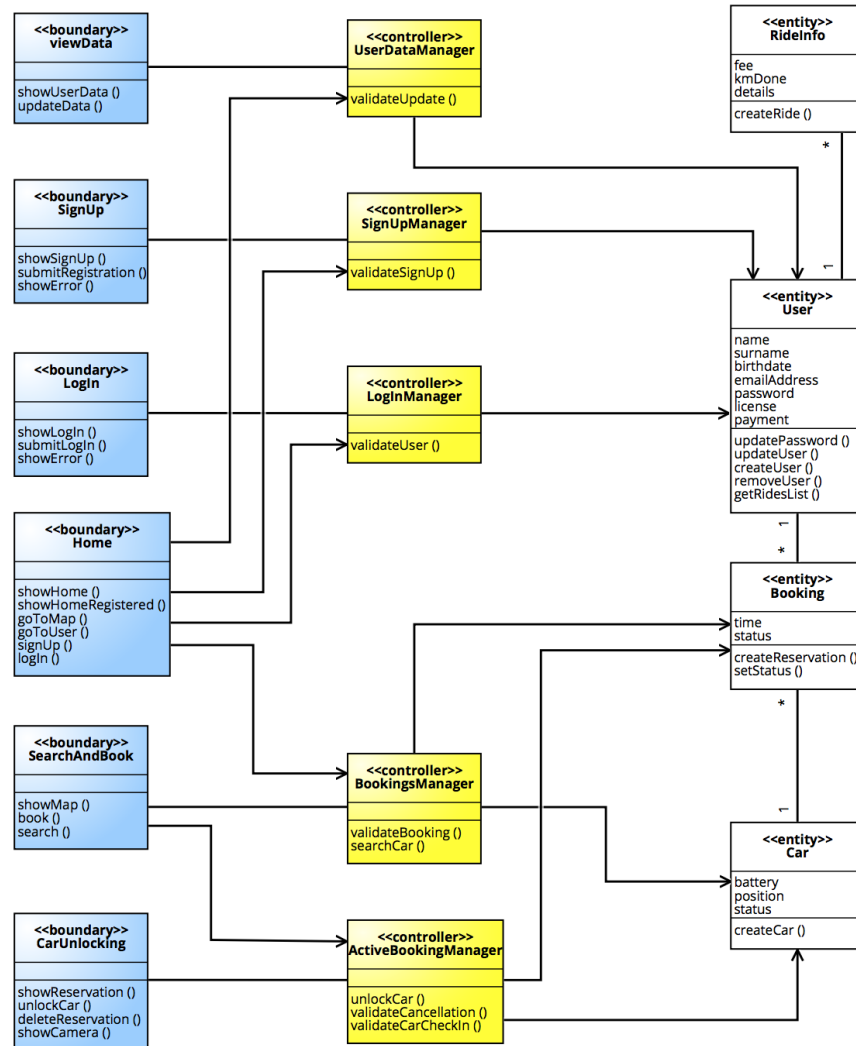 <<boundary>>
viewData
showUserData ()
updateData ()
<<controller>>
UserDataManager
validateUpdate ()
<<entity>>
RideInfo
fee
kmDone
details
createRide ()
*
1
<<boundary>>
SignUp
showSignUp ()
submitRegistration ()
showError ()
<<controller>>
SignUpManager
validateSignUp ()
<<entity>>
User
name
surname
birthdate
emailAddress
password
license
payment
updatePassword ()
updateUser ()
createUser ()
removeUser ()
getRidesList ()
<<boundary>>
LogIn
showLogIn ()
submitLogIn ()
showError ()
<<controller>>
LogInManager
validateUser ()
1
*
<<boundary>>
Home
showHome ()
showHomeRegistered ()
goToMap ()
goToUser ()
signUp ()
logIn ()
<<entity>>
Booking
time
status
createReservation ()
setStatus ()
*
1
<<boundary>>
SearchAndBook
showMap ()
book ()
search ()
<<controller>>
BookingsManager
validateBooking ()
searchCar ()
<<entity>>
Car
battery
position
status
createCar ()
<<boundary>>
CarUnlocking
showReservation ()
unlockCar ()
deleteReservation ()
showCamera ()
<<controller>>
ActiveBookingManager
unlockCar ()
validateCancellation ()
validateCarCheckIn ()